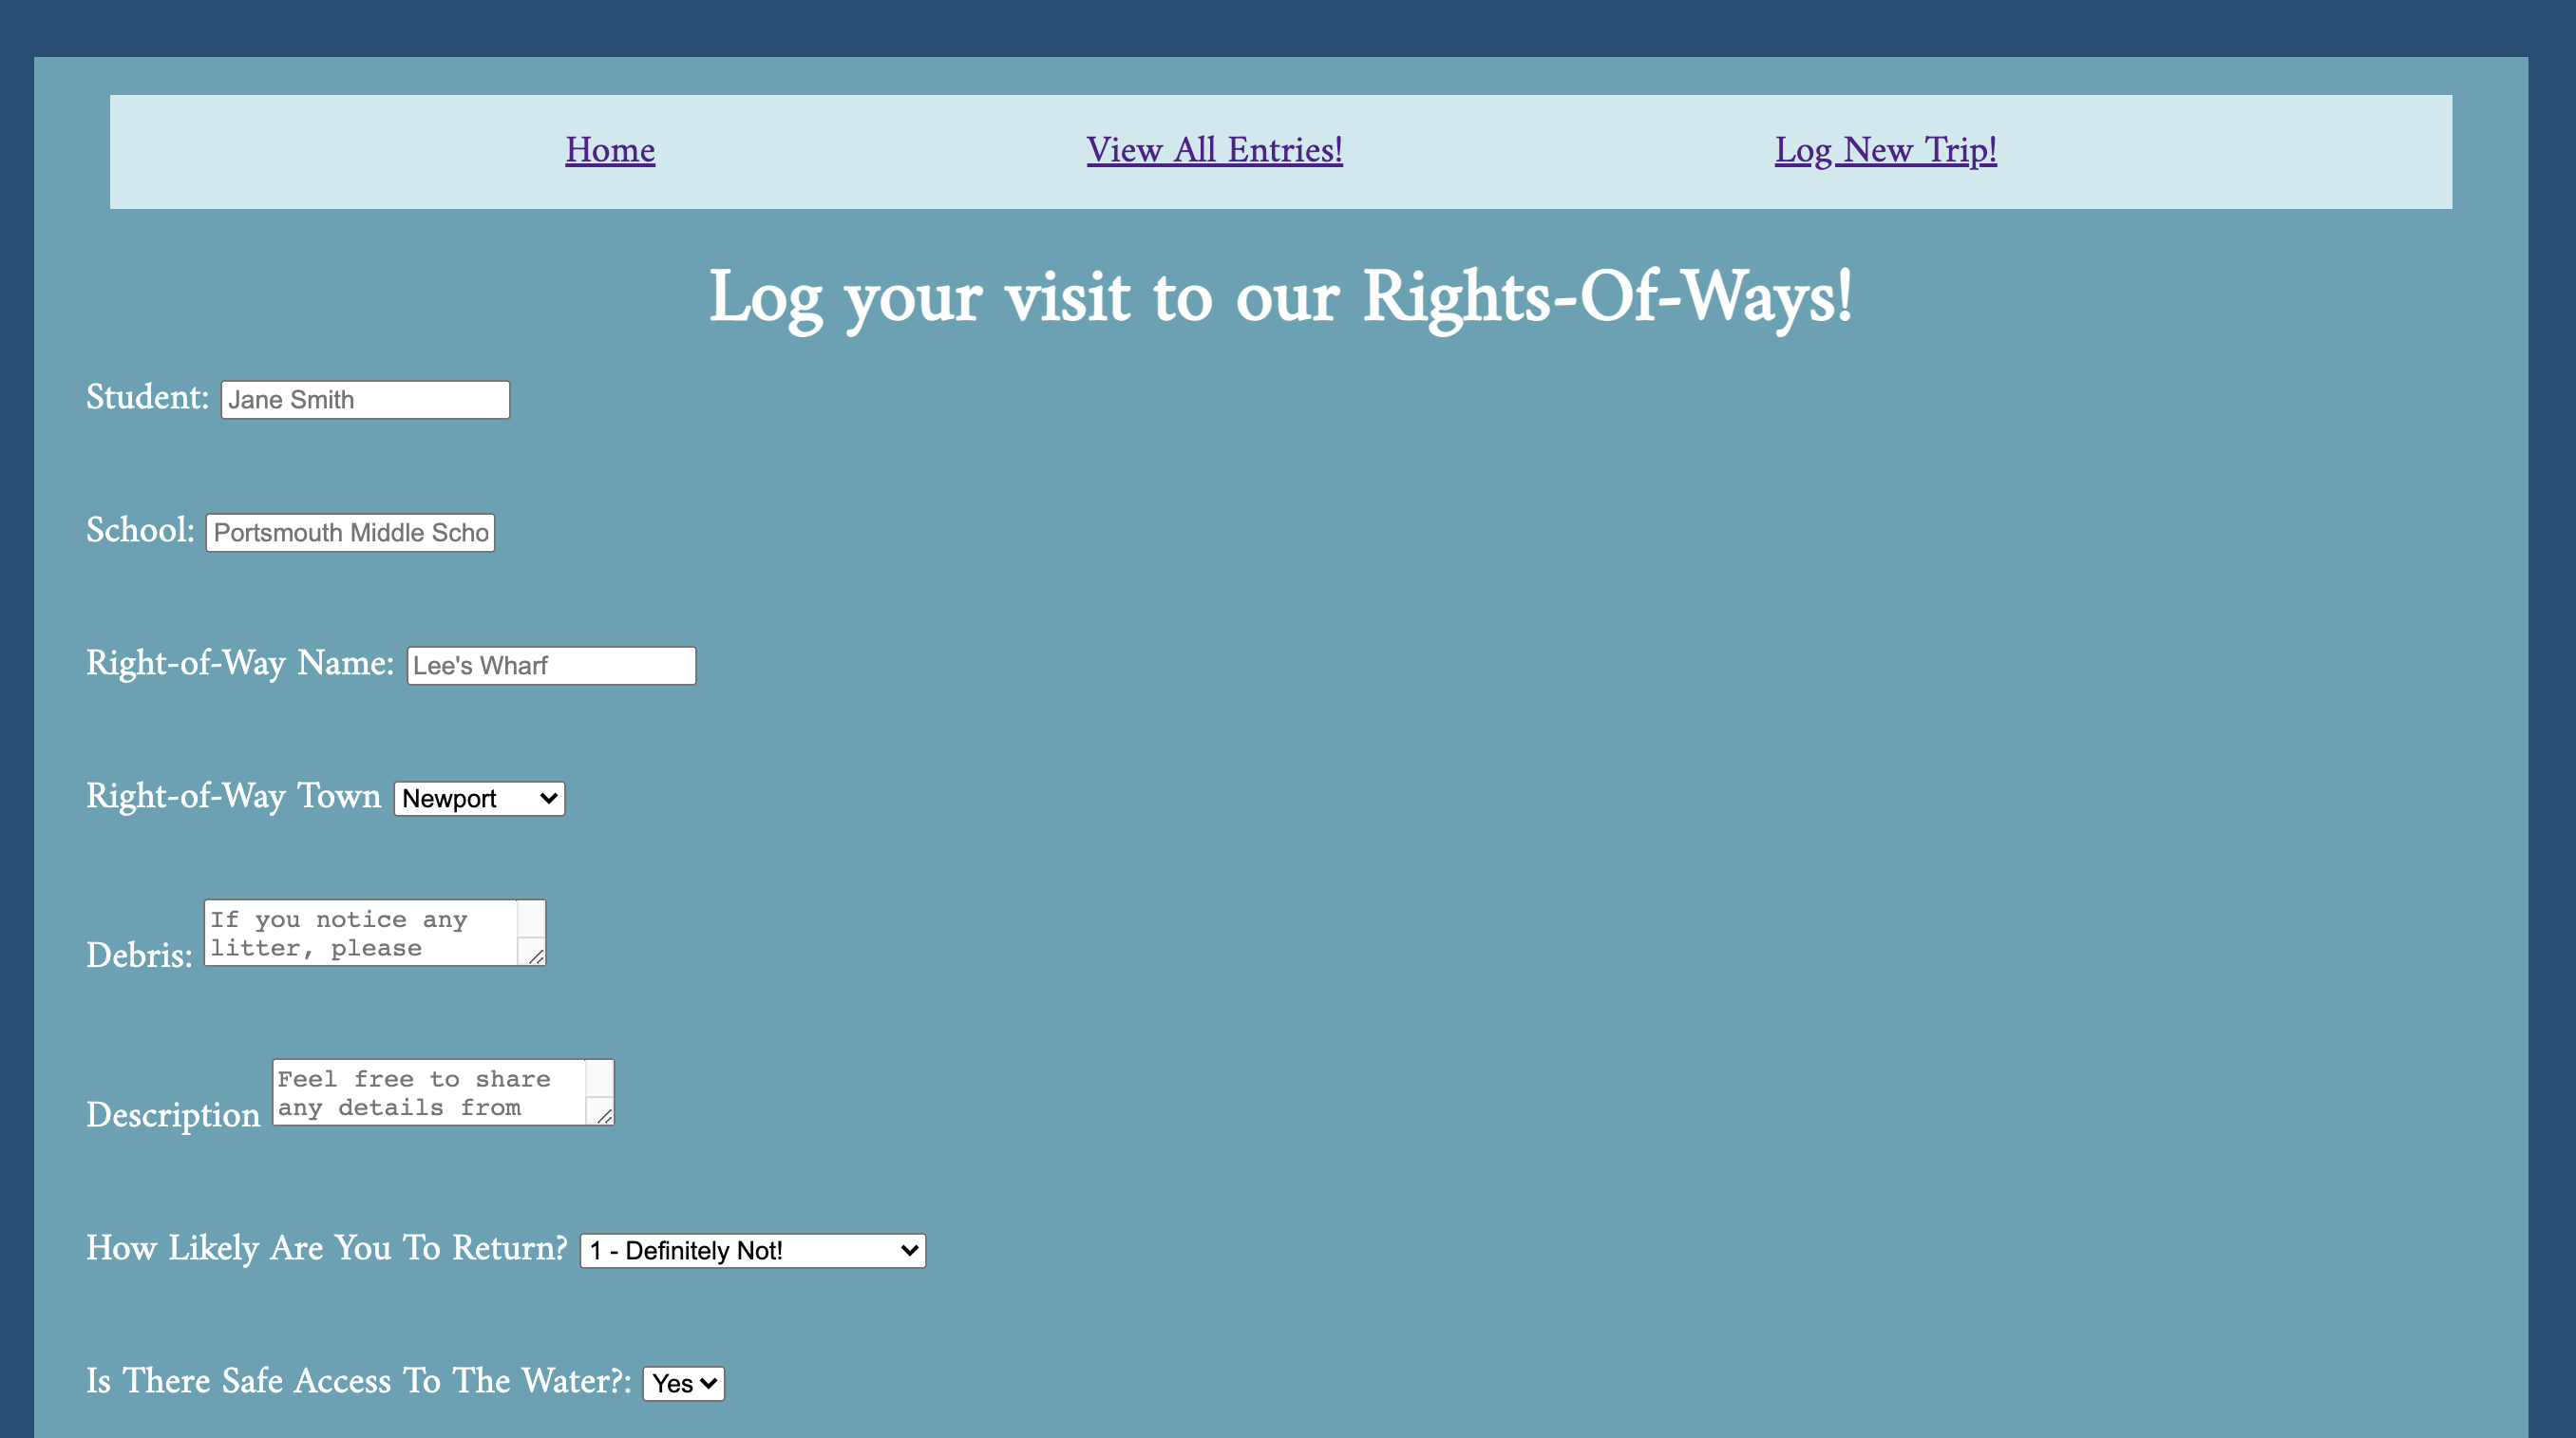 Home View All Entries! Log New Trip!
Log your visit to our Rights-Of-Ways!
Student: Jane Smith
School: Portsmouth Middle Scho
Right-of-Way Name: Lee's Wharf
Right-of-Way Town Newport
Debris: If you notice any
litter, please
Description Feel free to share
any details from
How Likely Are You To Return? 1 - Definitely Not!
Is There Safe Access To The Water?: Yes